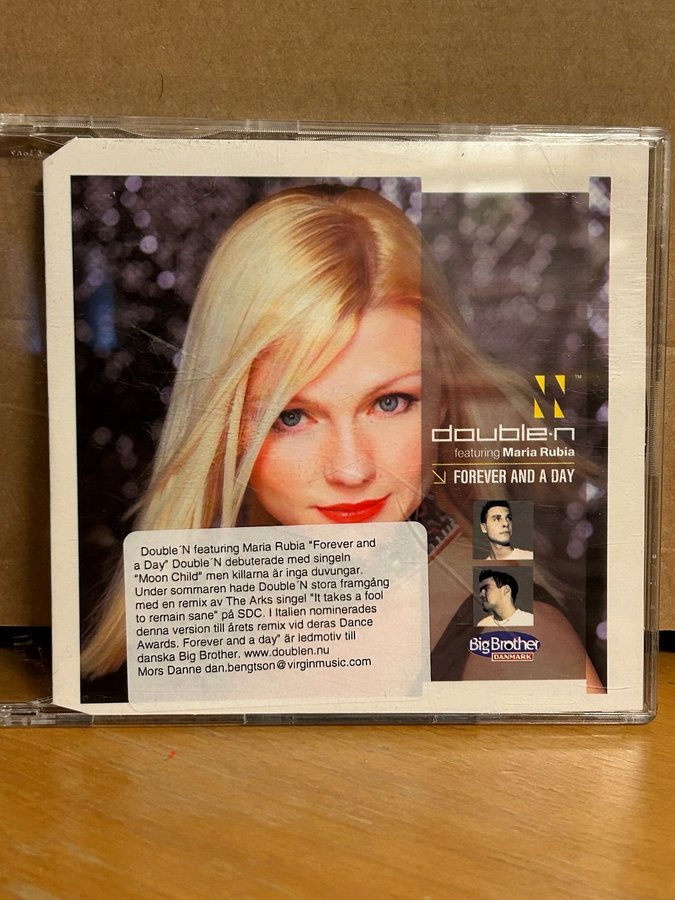 ™
double·n
featuring Maria Rubia
FOREVER AND A DAY
Big Brother
DANMARK
Double´N featuring Maria Rubia "Forever and
a Day" Double´N debuterade med singeln
"Moon Child" men killarna är inga duvungar.
Under sommaren hade Double´N stora framgång
med en remix av The Arks singel "It takes a fool
to remain sane" på SDC. I Italien nominerades
denna version till årets remix vid deras Dance
Awards. Forever and a day" är ledmotiv till
danska Big Brother. www.doublen.nu
Mors Danne dan.bengtson@virginmusic.com